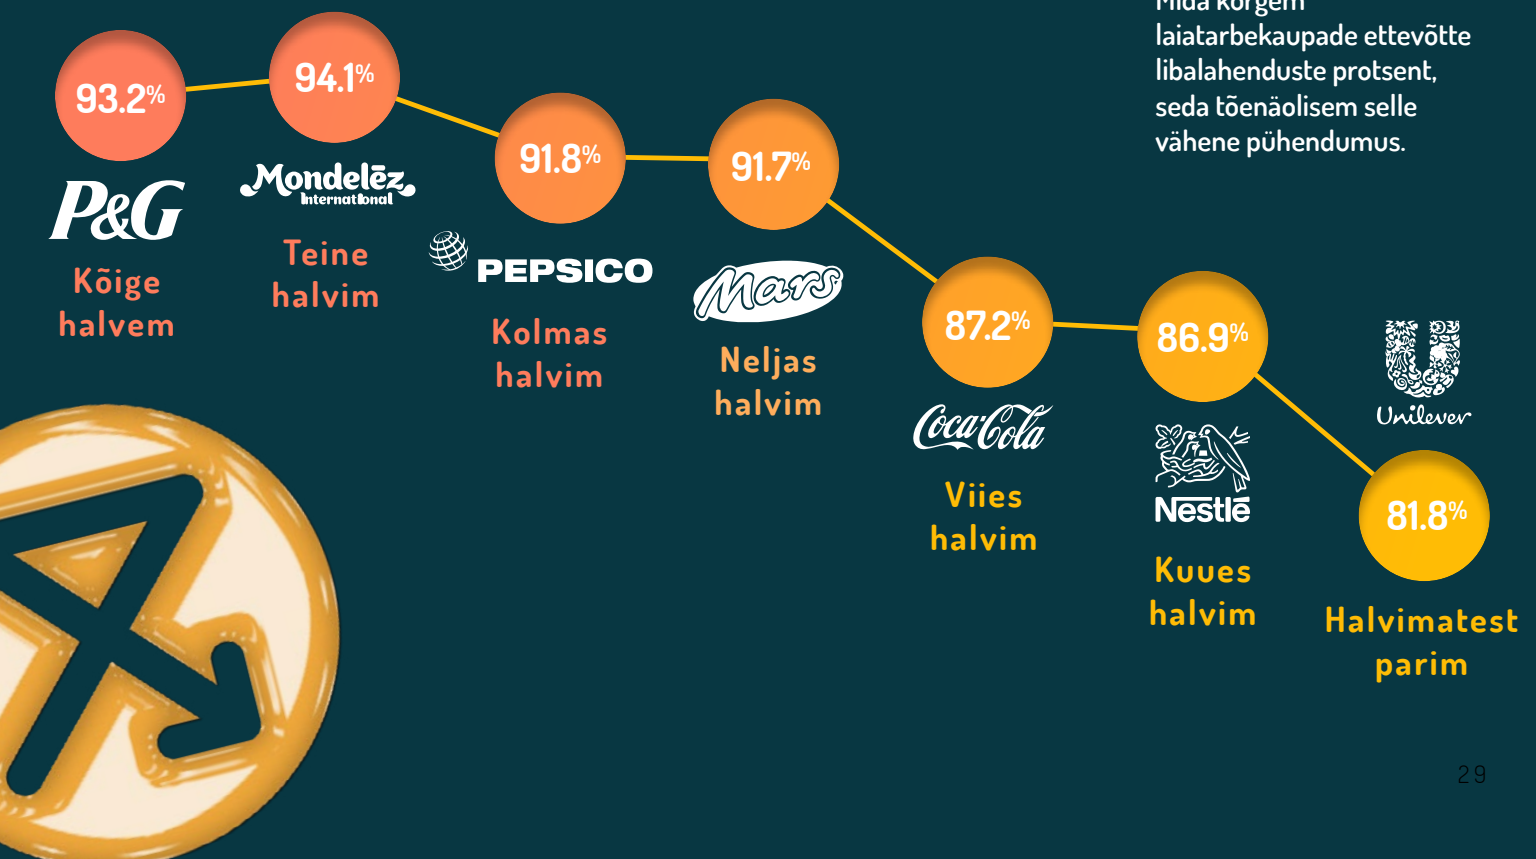 Mida kõrgem
laiatarbekaupade ettevõtte
libalahenduste protsent,
seda tõenäolisem selle
vähene pühendumus.
93.2%
P&G
Kõige
halvem
94.1%
Mondelēz
International
Teine
halvim
91.8%
PEPSICO
Kolmas
halvim
91.7%
Mars
Neljas
halvim
87.2%
Coca-Cola
Viies
halvim
86.9%
Nestlé
Kuues
halvim
Unilever
81.8%
Halvimatest
parim
29